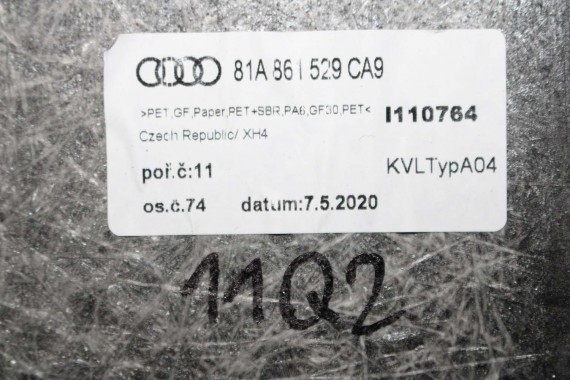 81A 861 529 CA9
>PET,GF,Paper,PET+SBR,PA6,GF30,PET<
I110764
Czech Republic/ XH4
poř.č:11
KVLTypA04
os.č.74 datum:7.5.2020
11Q2